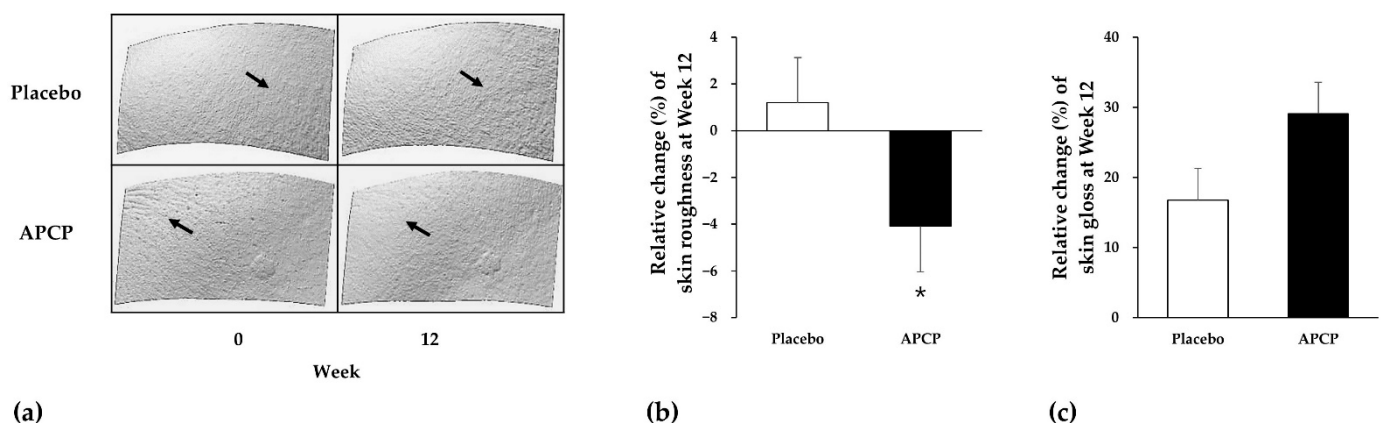 Placebo
APCP
0
12
Week
(a)
Relative change (%) of
skin roughness at Week 12
4
2
0
−2
−4
−6
−8
*
Placebo
APCP
(b)
Relative change (%) of
skin gloss at Week 12
40
30
20
10
0
Placebo
APCP
(c)